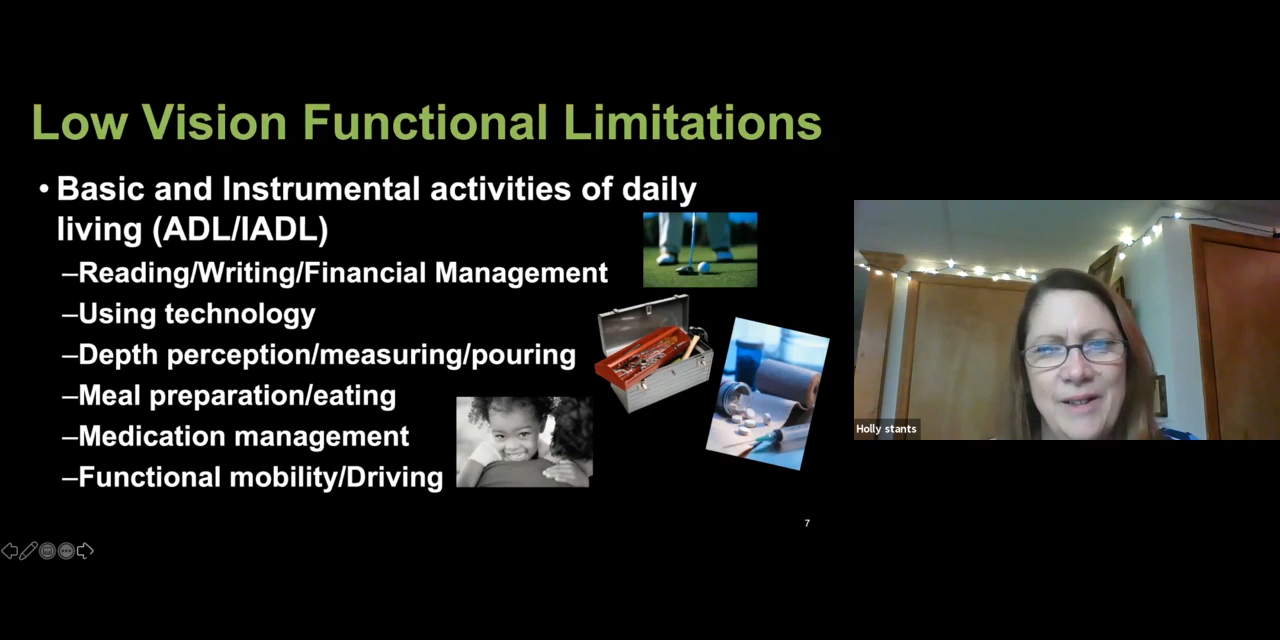 Low Vision Functional Limitations
• Basic and Instrumental activities of daily
living (ADL/IADL)
–Reading/Writing/Financial Management
–Using technology
–Depth perception/measuring/pouring
–Meal preparation/eating
–Medication management
–Functional mobility/Driving
Holly stants
7